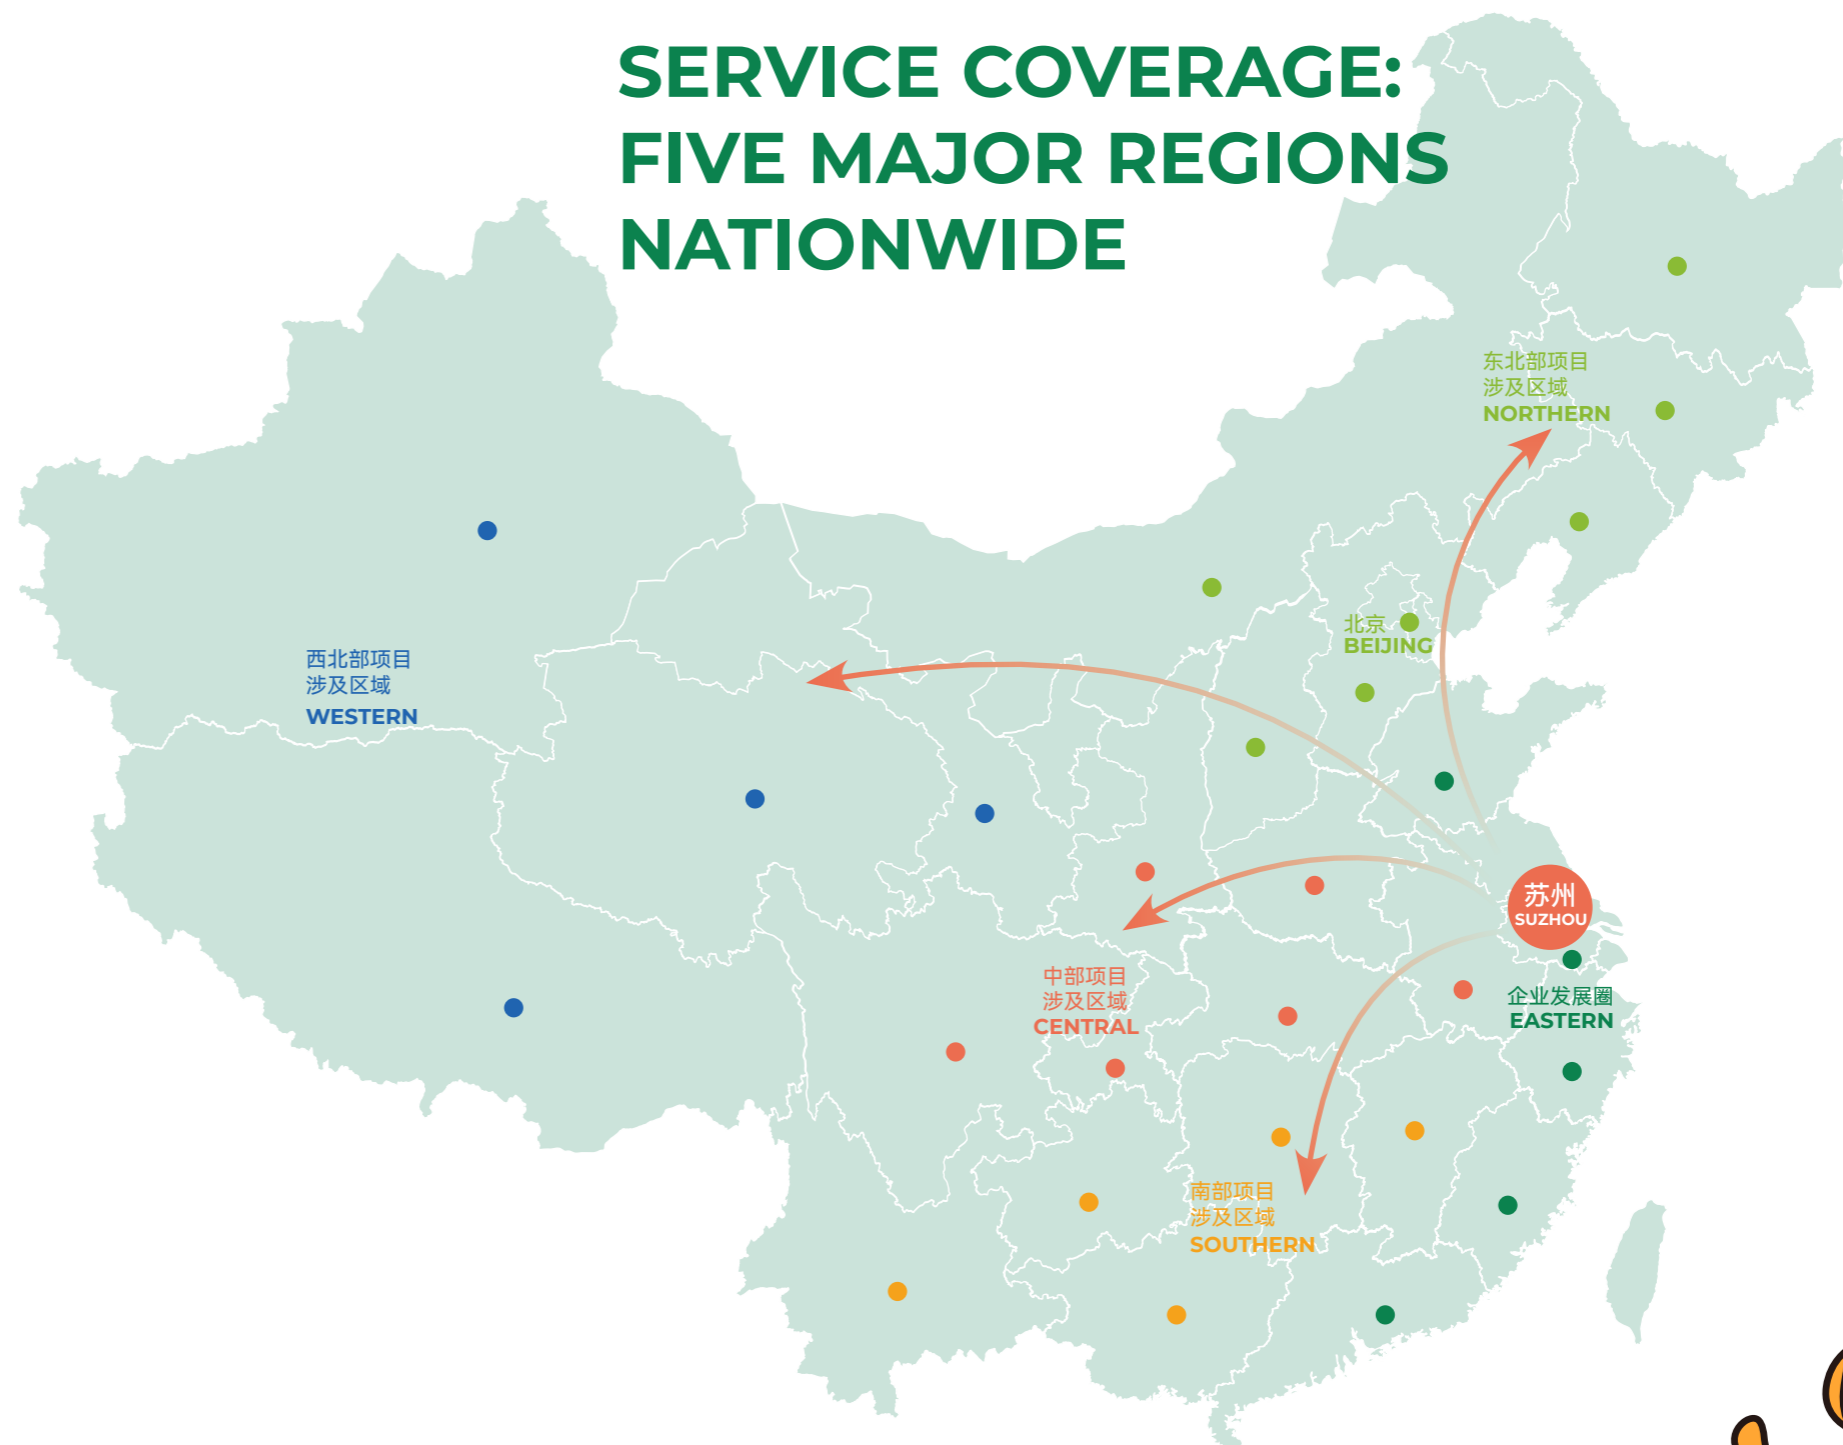 SERVICE COVERAGE:
FIVE MAJOR REGIONS
NATIONWIDE
东北部项目
涉及区域
NORTHERN
北京
BEIJING
西北部项目
涉及区域
WESTERN
苏州
SUZHOU
中部项目
涉及区域
CENTRAL
企业发展圈
EASTERN
南部项目
涉及区域
SOUTHERN